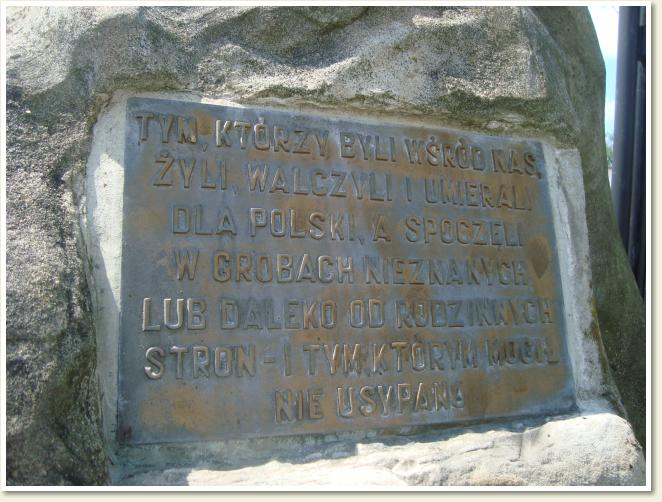 TYM, KTÓRZY BYLI WŚRÓD NAS,
ŻYLI, WALCZYLI I UMIERALI
DLA POLSKI, A SPOCZĘLI
W GROBACH NIEZNANYCH
LUB DALEKO OD RODZINNYCH
STRON - I TYM KTÓRYM MOGIŁ
NIE USYPANO